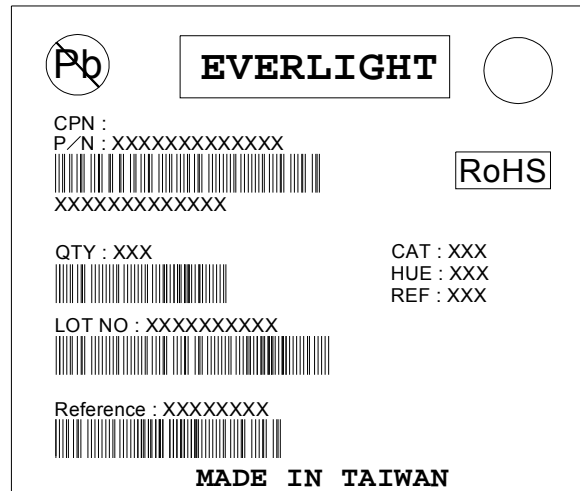 Pb
EVERLIGHT
CPN :
P/N : XXXXXXXXXXXXX
RoHS
XXXXXXXXXXXXX
QTY : XXX
CAT : XXX
HUE : XXX
REF : XXX
LOT NO : XXXXXXXXXX
Reference : XXXXXXXX
MADE IN TAIWAN